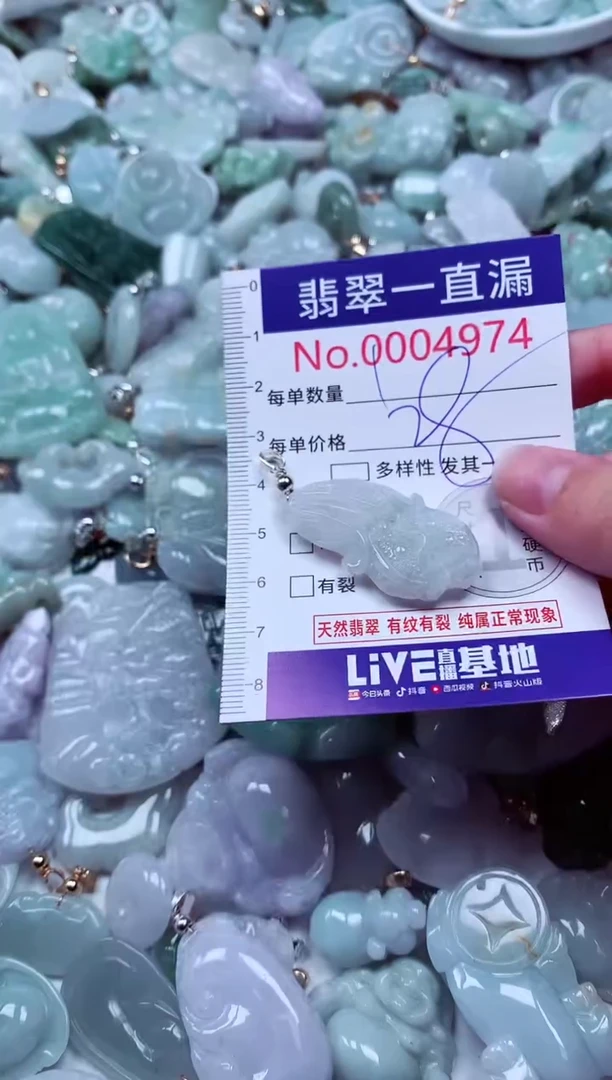 翡翠一直漏
No.0004974
每单数量
28
每单价格
多样性 发其一
尺
硬币
有裂
天然翡翠 有纹有裂 纯属正常现象
LiVE直播基地
今日头条 抖音 西瓜视频 抖音火山版
0
1
2
3
4
5
6
7
8